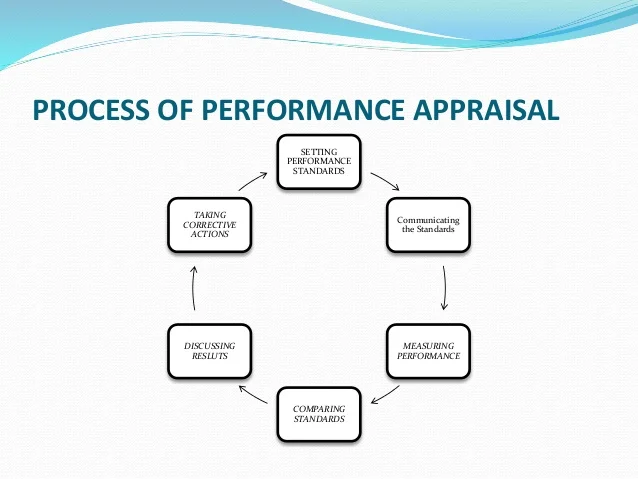 PROCESS OF PERFORMANCE APPRAISAL
SETTING
PERFORMANCE
STANDARDS
Communicating
the Standards
MEASURING
PERFORMANCE
COMPARING
STANDARDS
DISCUSSING
RESLUTS
TAKING
CORRECTIVE
ACTIONS